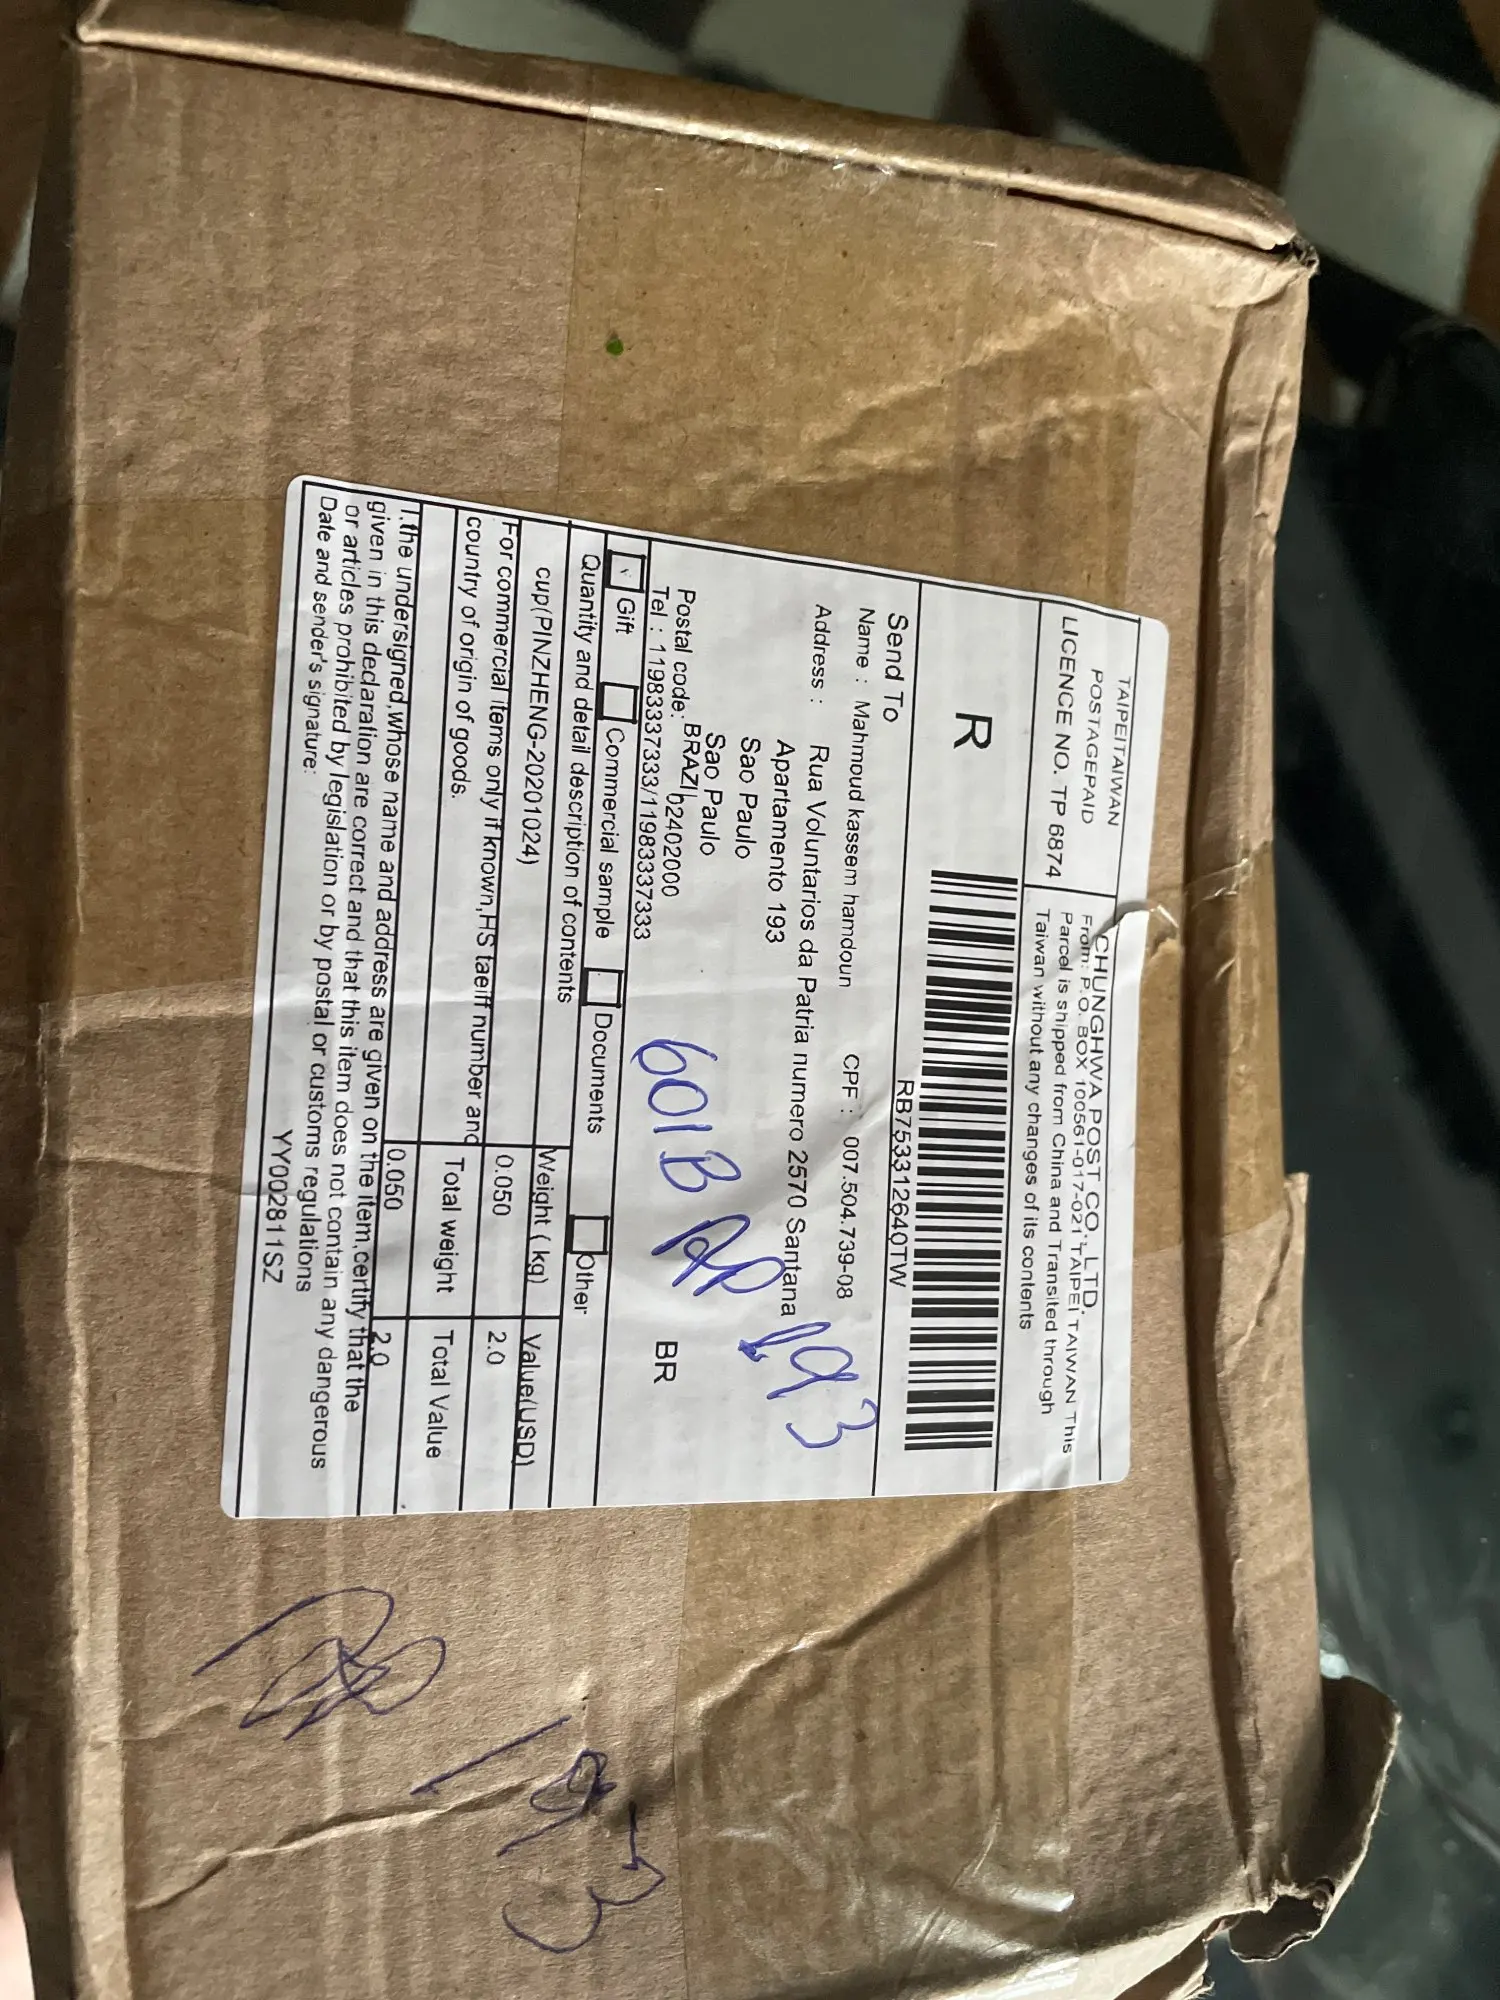 TAIPEITAIWAN
POSTAGEPAID
LICENCE NO. TP 6874
CHUNGHWA POST CO., LTD.
From: P.O. BOX 100561-017-021 TAIPEI TAIWAN This
Parcel is shipped from China and Transited through
Taiwan without any changes of its contents
R
RB753312640TW
Send To
Name : Mahmoud kassem hamdoun CPF : 007.504.739-08
Address : Rua Voluntarios da Patria numero 2570 Santana
Apartamento 193
Sao Paulo
Sao Paulo
BRAZIL
Postal code: 02402000 BR
Tel : 11983337333/11983337333
601B AP 193
Gift Commercial sample Documents Other
Quantity and detail description of contents Weight ( kg) Value(USD)
cup(PINZHENG-20201024) 0.050 2.0
For commercial items only if known,HS taeiff number and
country of origin of goods. Total weight Total Value
0.050 2.0
I.the undersigned,whose name and address are given on the item,certify that the
given in this declaration are correct and that this item does not contain any dangerous
or articles prohibited by legislation or by postal or customs regulations
Date and sender's signature: YY002811SZ
AP 193